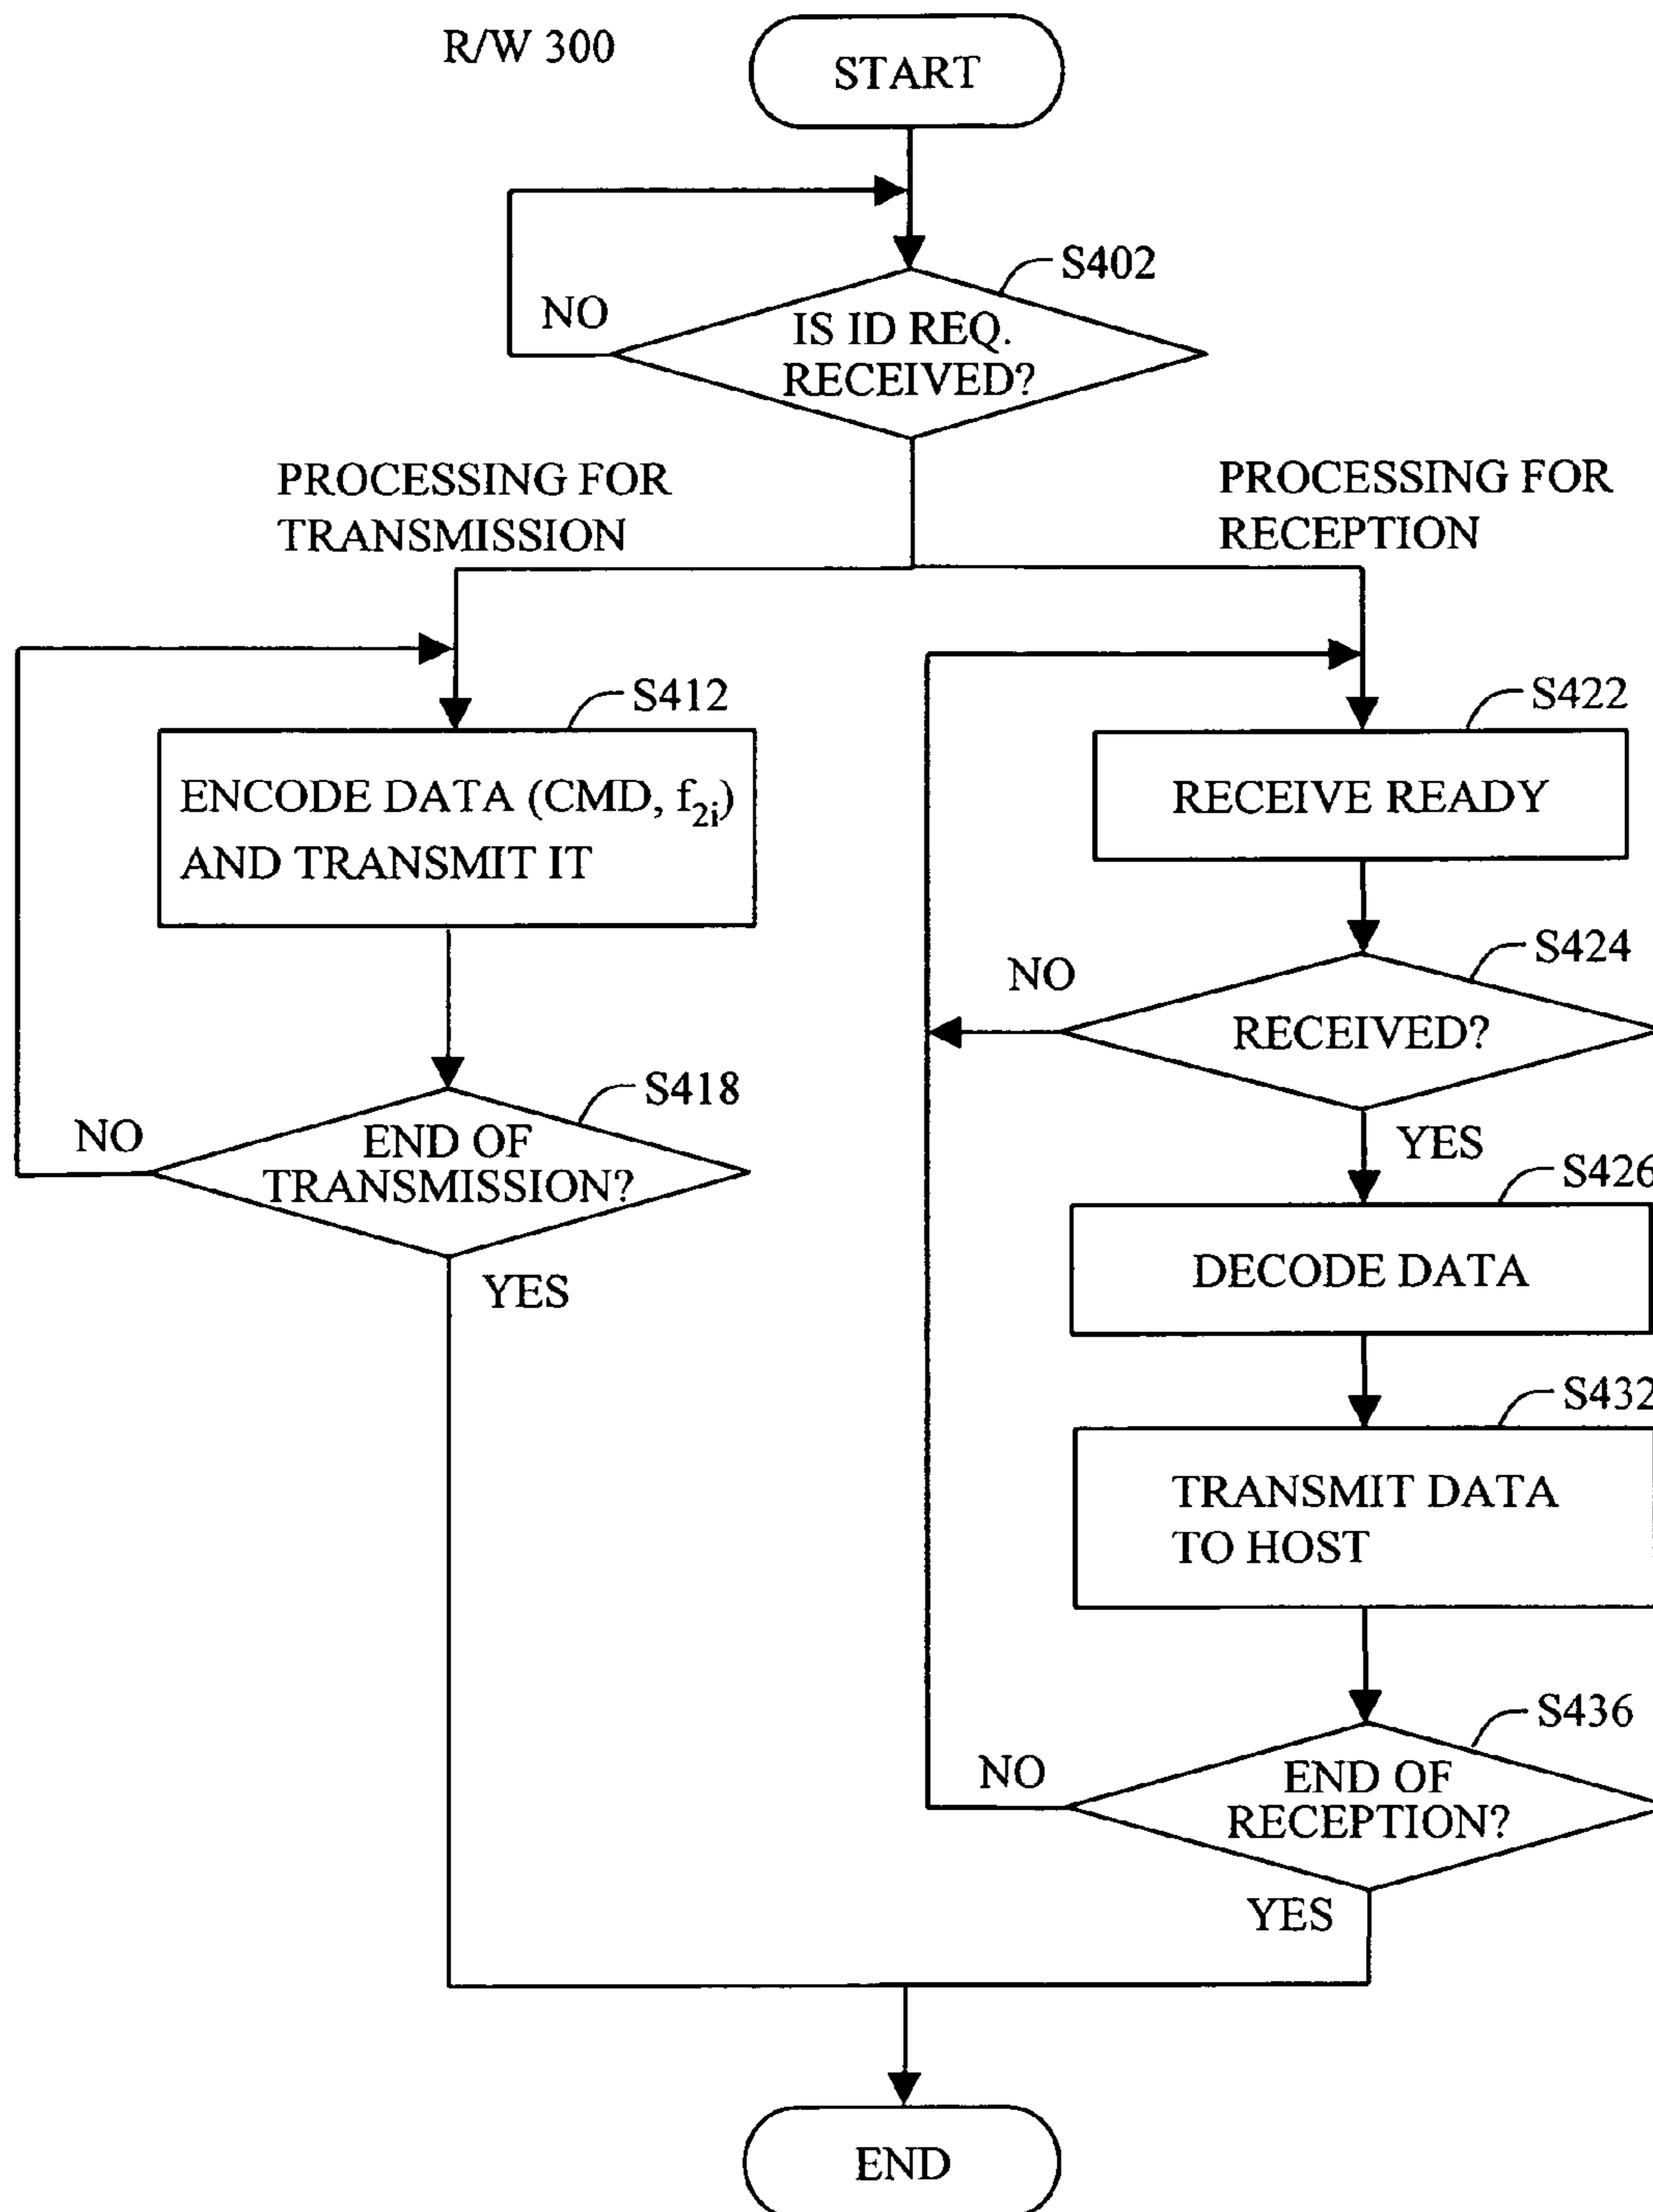 R/W 300
START
S402
NO
IS ID REQ.
RECEIVED?
PROCESSING FOR
TRANSMISSION
PROCESSING FOR
RECEPTION
S412
ENCODE DATA (CMD, f2i)
AND TRANSMIT IT
S418
NO
END OF
TRANSMISSION?
YES
S422
RECEIVE READY
S424
NO
RECEIVED?
YES
S426
DECODE DATA
S432
TRANSMIT DATA
TO HOST
S436
NO
END OF
RECEPTION?
YES
END